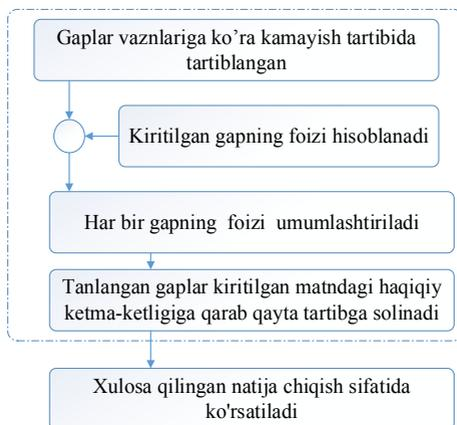 Gaplar vaznlariga ko’ra kamayish tartibida
tartiblangan
Kiritilgan gapning foizi hisoblanadi
Har bir gapning foizi umumlashtiriladi
Tanlangan gaplar kiritilgan matndagi haqiqiy
ketma-ketligiga qarab qayta tartibga solinadi
Xulosa qilingan natija chiqish sifatida
ko'rsatiladi